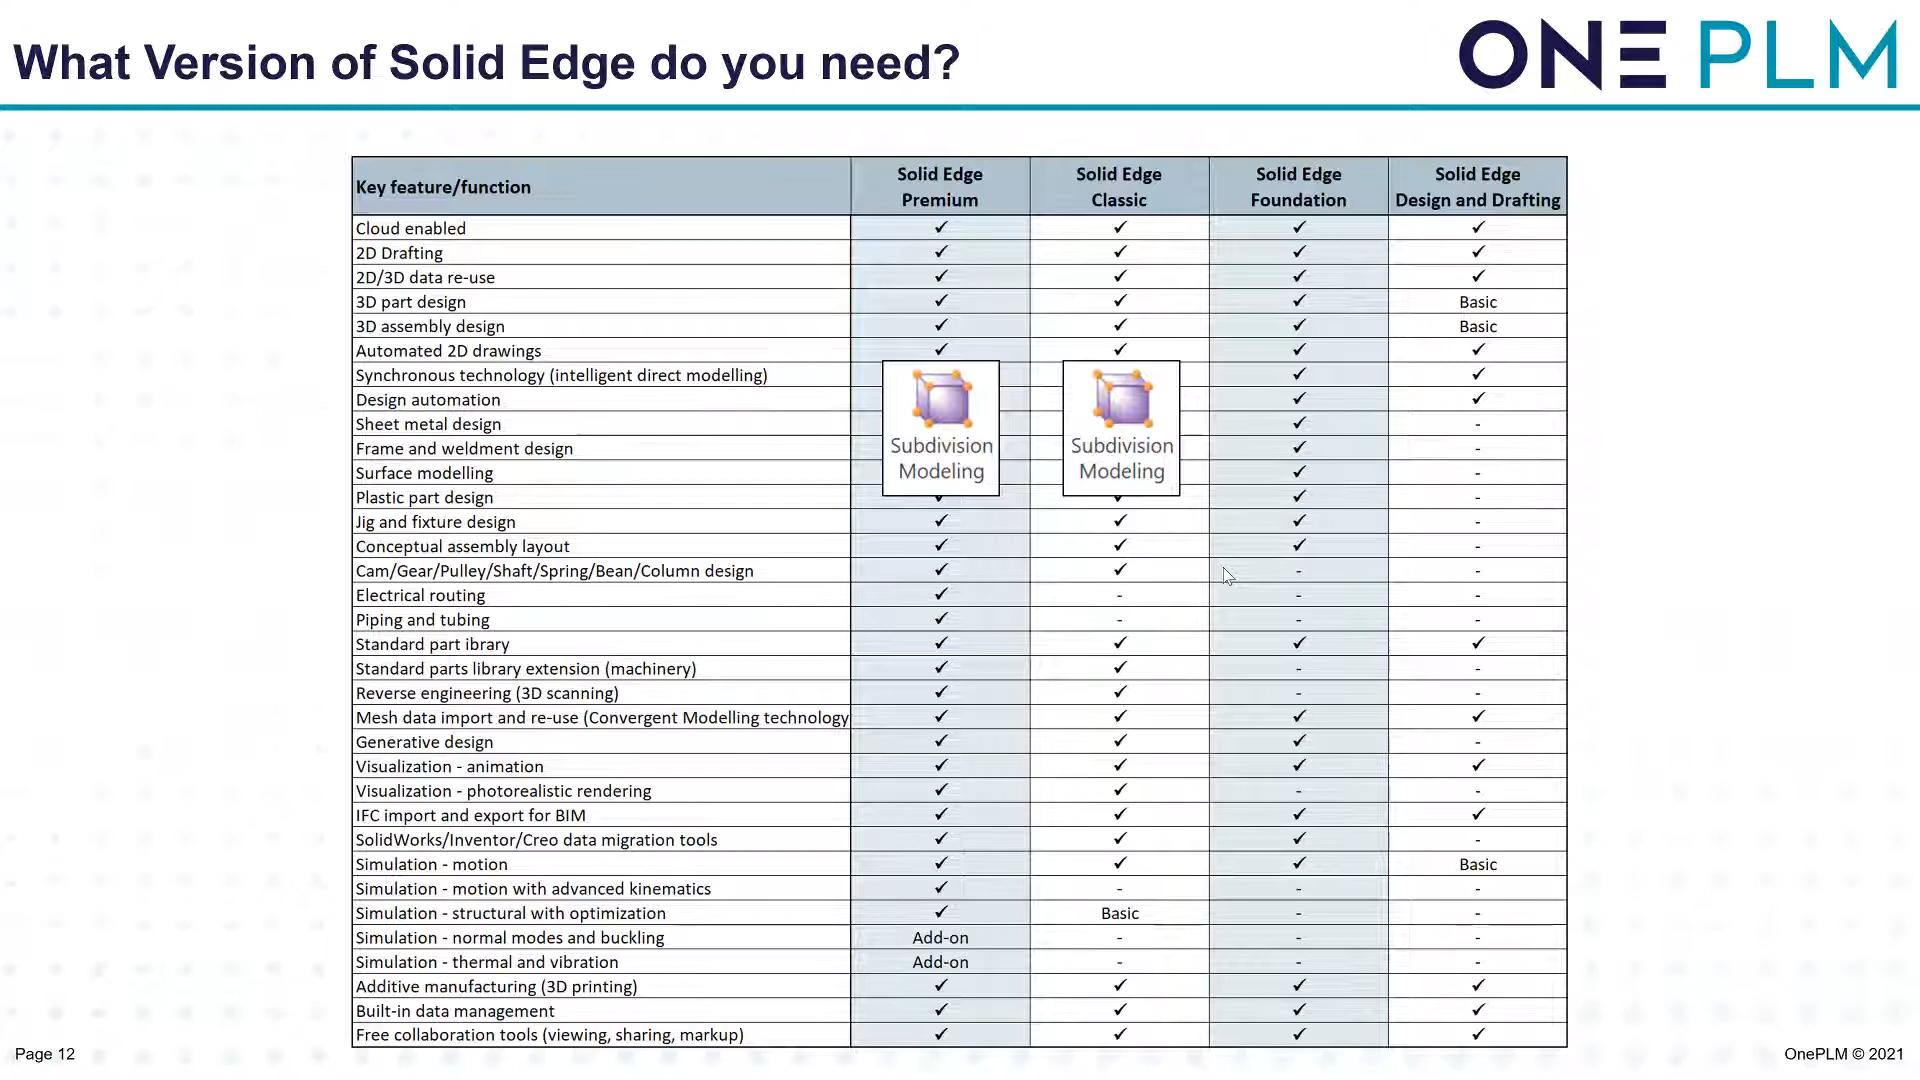 What Version of Solid Edge do you need?
ONE PLM
Key feature/function Solid Edge Premium Solid Edge Classic Solid Edge Foundation Solid Edge Design and Drafting
Cloud enabled ✓ ✓ ✓ ✓
2D Drafting ✓ ✓ ✓ ✓
2D/3D data re-use ✓ ✓ ✓ ✓
3D part design ✓ ✓ ✓ Basic
3D assembly design ✓ ✓ ✓ Basic
Automated 2D drawings ✓ ✓ ✓ ✓
Synchronous technology (intelligent direct modelling) ✓ ✓
Design automation ✓ ✓
Sheet metal design ✓ -
Frame and weldment design ✓ -
Surface modelling ✓ -
Subdivision Modeling
Subdivision Modeling
Plastic part design ✓ ✓ ✓ -
Jig and fixture design ✓ ✓ ✓ -
Conceptual assembly layout ✓ ✓ ✓ -
Cam/Gear/Pulley/Shaft/Spring/Bean/Column design ✓ ✓ - -
Electrical routing ✓ - - -
Piping and tubing ✓ - - -
Standard part ibrary ✓ ✓ ✓ ✓
Standard parts library extension (machinery) ✓ ✓ - -
Reverse engineering (3D scanning) ✓ ✓ - -
Mesh data import and re-use (Convergent Modelling technology ✓ ✓ ✓ ✓
Generative design ✓ ✓ ✓ -
Visualization - animation ✓ ✓ ✓ ✓
Visualization - photorealistic rendering ✓ ✓ - -
IFC import and export for BIM ✓ ✓ ✓ ✓
SolidWorks/Inventor/Creo data migration tools ✓ ✓ ✓ -
Simulation - motion ✓ ✓ ✓ Basic
Simulation - motion with advanced kinematics ✓ - - -
Simulation - structural with optimization ✓ Basic - -
Simulation - normal modes and buckling Add-on - - -
Simulation - thermal and vibration Add-on - - -
Additive manufacturing (3D printing) ✓ ✓ ✓ ✓
Built-in data management ✓ ✓ ✓ ✓
Free collaboration tools (viewing, sharing, markup) ✓ ✓ ✓ ✓
Page 12
OnePLM © 2021